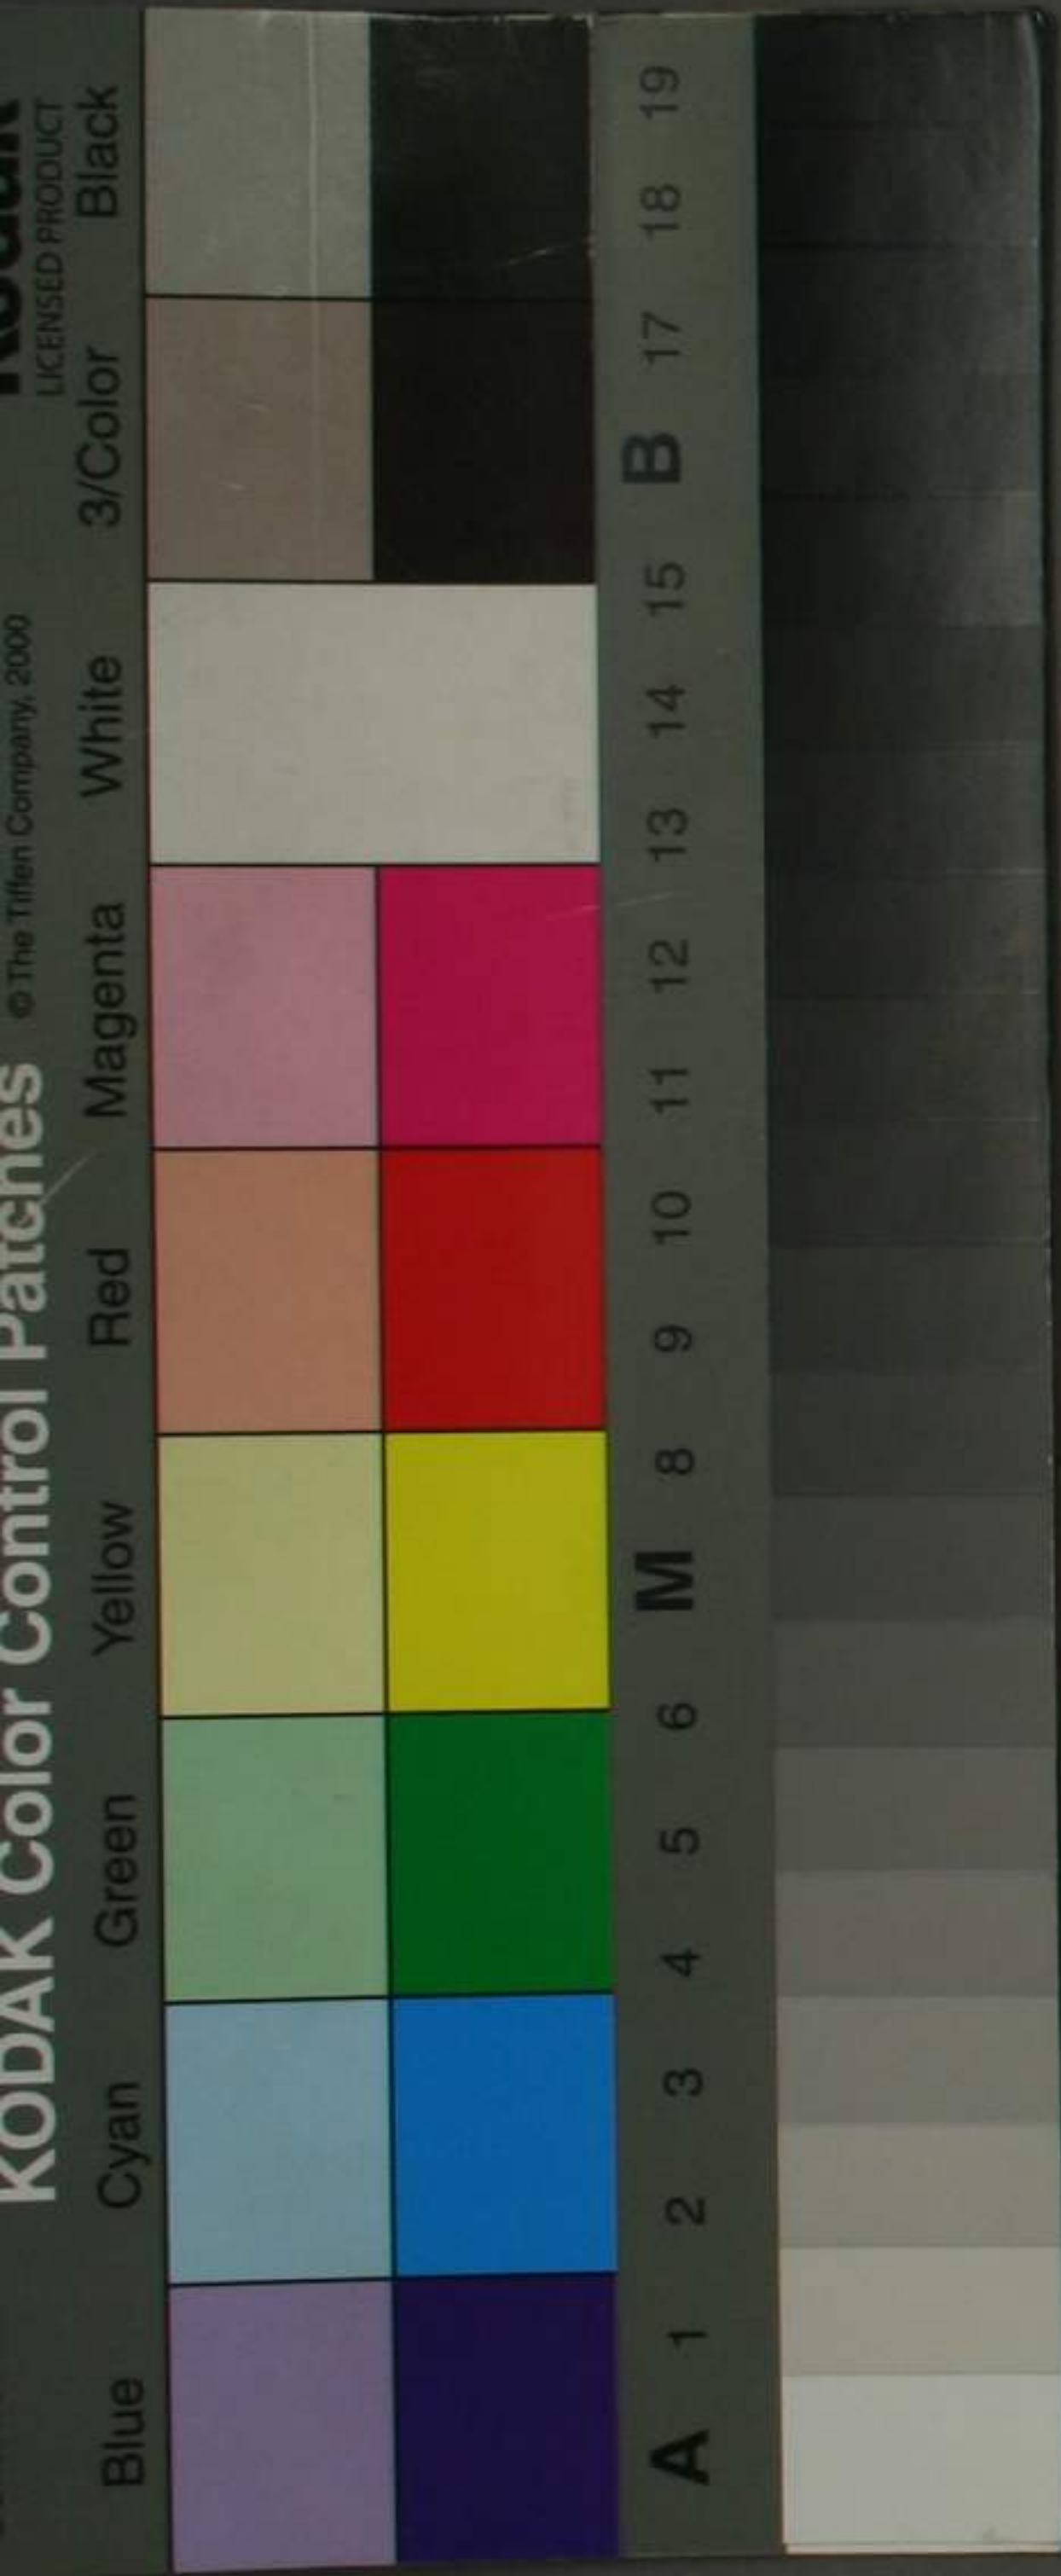 KODAK Color Control Patches © The Tiffen Company, 2000 Kodak
LICENSED PRODUCT
Blue Cyan Green Yellow Red Magenta White 3/Color Black
A 1 2 3 4 5 6 M 8 9 10 11 12 13 14 15 B 17 18 19